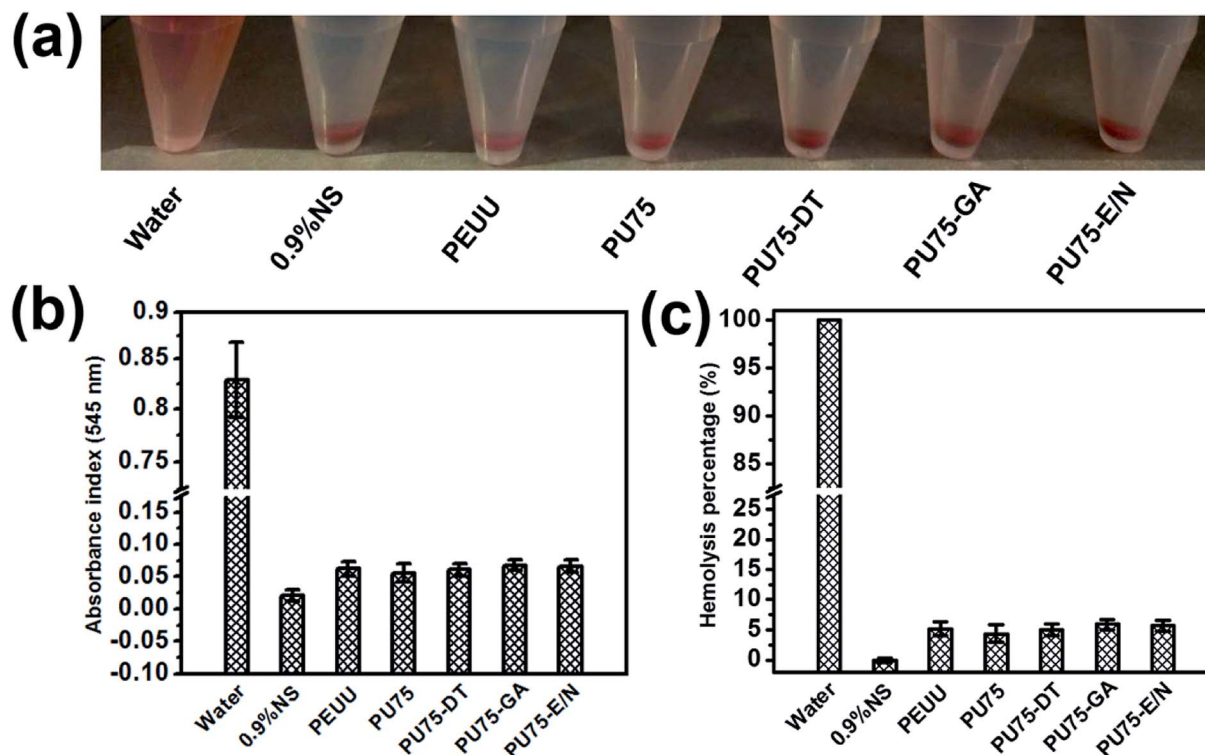 (a)
Water
0.9%NS
PEUU
PU75
PU75-DT
PU75-GA
PU75-E/N
(b)
Absorbance index (545 nm)
0.9
0.85
0.8
0.75
0.10
0.05
0.00
-0.05
-0.10
Water
0.9%NS
PEUU
PU75
PU75-DT
PU75-GA
PU75-E/N
(c)
Hemolysis percentage (%)
100
95
90
85
25
20
15
10
5
0
Water
0.9%NS
PEUU
PU75
PU75-DT
PU75-GA
PU75-E/N